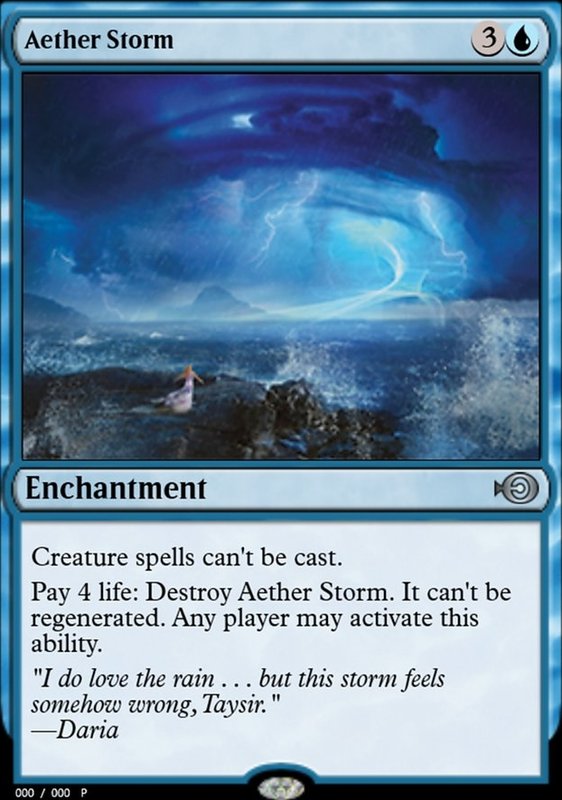 Aether Storm
3
Enchantment
Creature spells can't be cast.
Pay 4 life: Destroy Aether Storm. It can't be
regenerated. Any player may activate this
ability.
"I do love the rain . . . but this storm feels
somehow wrong, Taysir."
—Daria
000 / 000 P